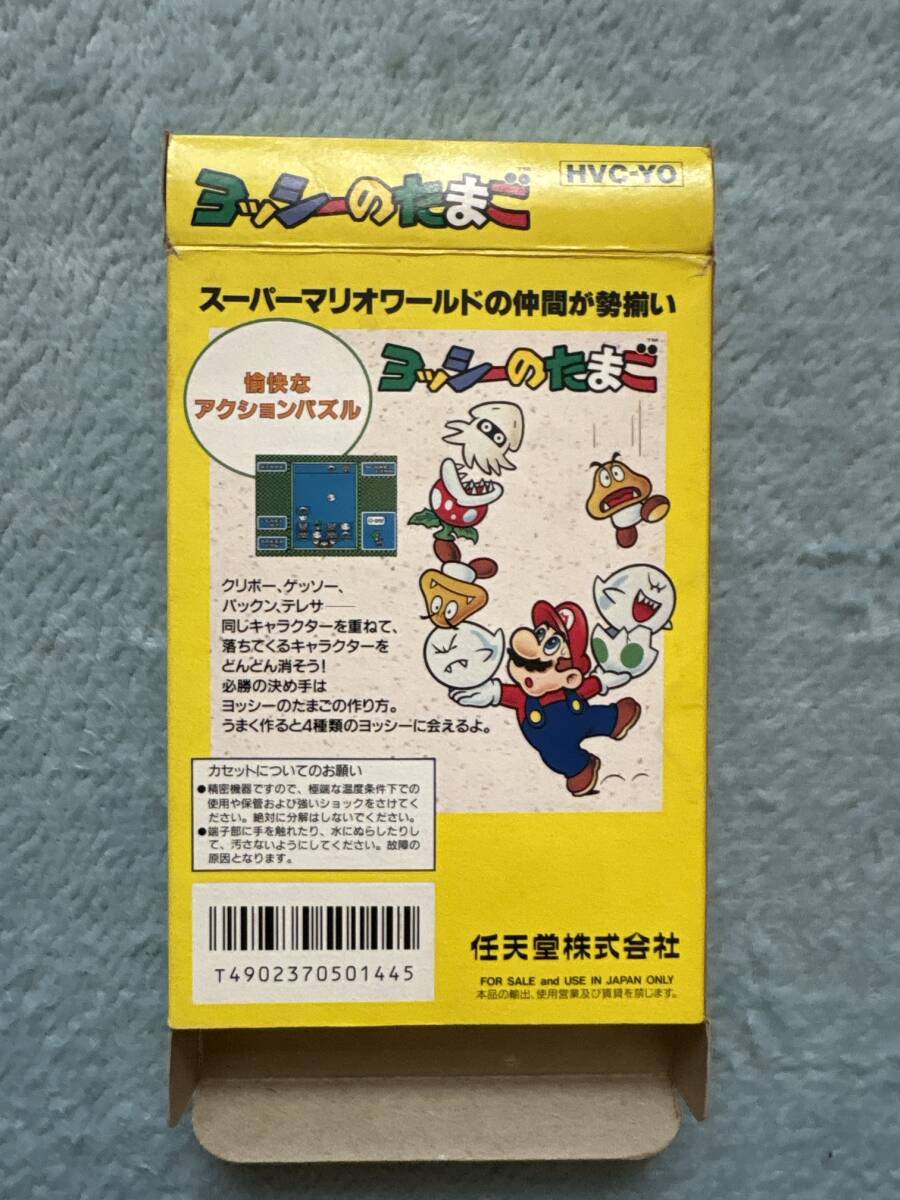 ヨッシーのたまご
TM
HVC-YO
スーパーマリオワールドの仲間が勢揃い
愉快な
アクションパズル
TM
ヨッシーのたまご
クリボー、ゲッソー、
パックン、テレサ──
同じキャラクターを重ねて、
落ちてくるキャラクターを
どんどん消そう!
必勝の決め手は
ヨッシーのたまごの作り方。
うまく作ると4種類のヨッシーに会えるよ。
カセットについてのお願い
●精密機器ですので、極端な温度条件下での
使用や保管および強いショックをさけてく
ださい。絶対に分解はしないでください。
●端子部に手を触れたり、水にぬらしたりし
て、汚さないようにしてください。故障の
原因となります。
T4902370501445
任天堂株式会社
FOR SALE and USE IN JAPAN ONLY
本品の輸出、使用営業及び賃貸を禁じます。